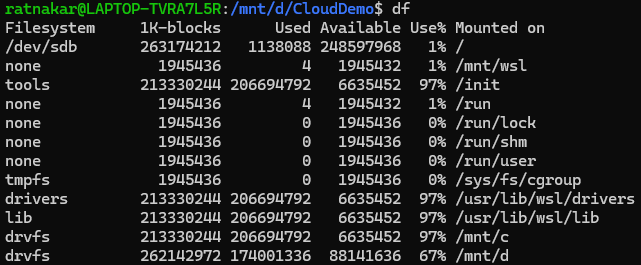 ratnakar@LAPTOP-TVRA7L5R:/mnt/d/CloudDemo$ df
Filesystem     1K-blocks      Used Available Use% Mounted on
/dev/sdb       263174212   1138088 248597968   1% /
none             1945436         4   1945432   1% /mnt/wsl
tools          213330244 206694792   6635452  97% /init
none             1945436         4   1945432   1% /run
none             1945436         0   1945436   0% /run/lock
none             1945436         0   1945436   0% /run/shm
none             1945436         0   1945436   0% /run/user
tmpfs            1945436         0   1945436   0% /sys/fs/cgroup
drivers        213330244 206694792   6635452  97% /usr/lib/wsl/drivers
lib            213330244 206694792   6635452  97% /usr/lib/wsl/lib
drvfs          213330244 206694792   6635452  97% /mnt/c
drvfs          262142972 174001336  88141636  67% /mnt/d